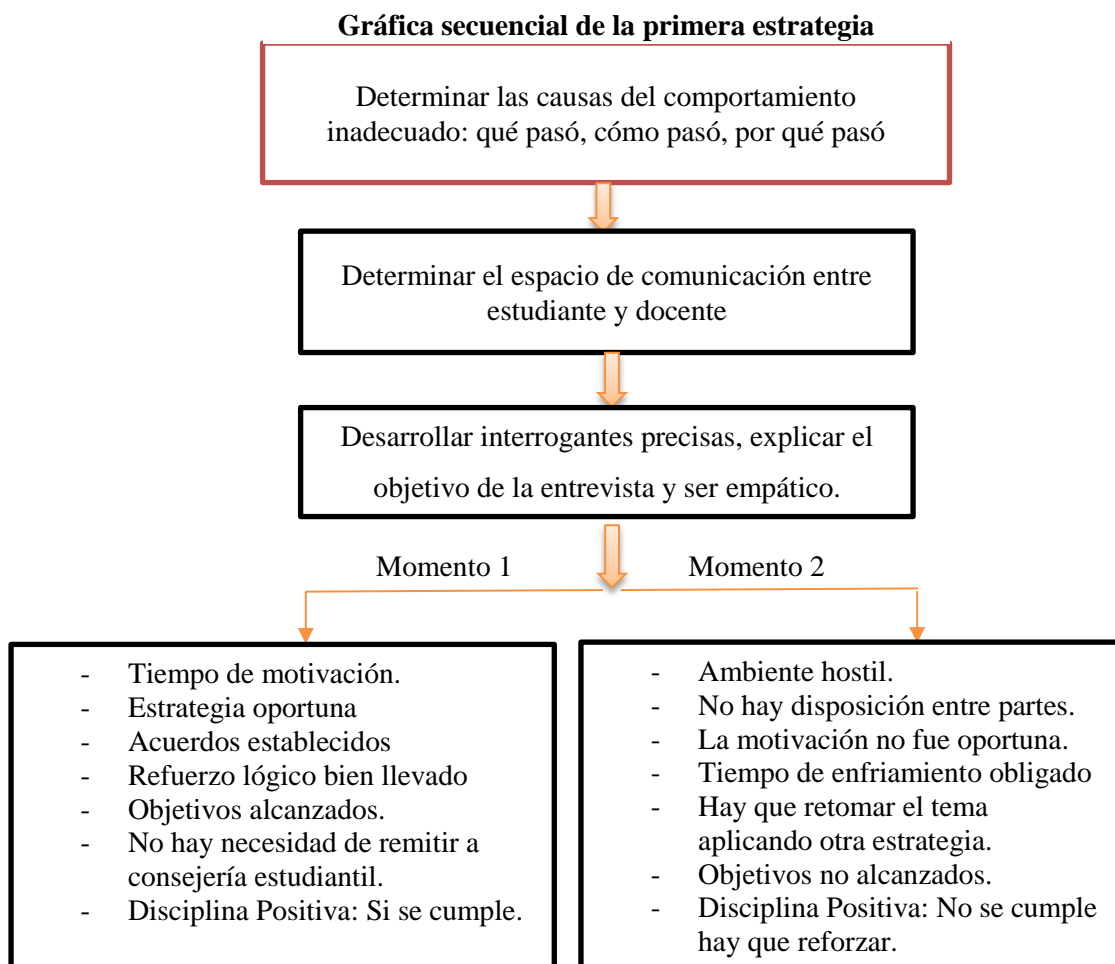 Gráfica secuencial de la primera estrategia
Determinar las causas del comportamiento
inadecuado: qué pasó, cómo pasó, por qué pasó
Determinar el espacio de comunicación entre
estudiante y docente
Desarrollar interrogantes precisas, explicar el
objetivo de la entrevista y ser empático.
Momento 1
Momento 2
- Tiempo de motivación.
- Estrategia oportuna
- Acuerdos establecidos
- Refuerzo lógico bien llevado
- Objetivos alcanzados.
- No hay necesidad de remitir a
consejería estudiantil.
- Disciplina Positiva: Si se cumple.
- Ambiente hostil.
- No hay disposición entre partes.
- La motivación no fue oportuna.
- Tiempo de enfriamiento obligado
- Hay que retomar el tema
aplicando otra estrategia.
- Objetivos no alcanzados.
- Disciplina Positiva: No se cumple
hay que reforzar.